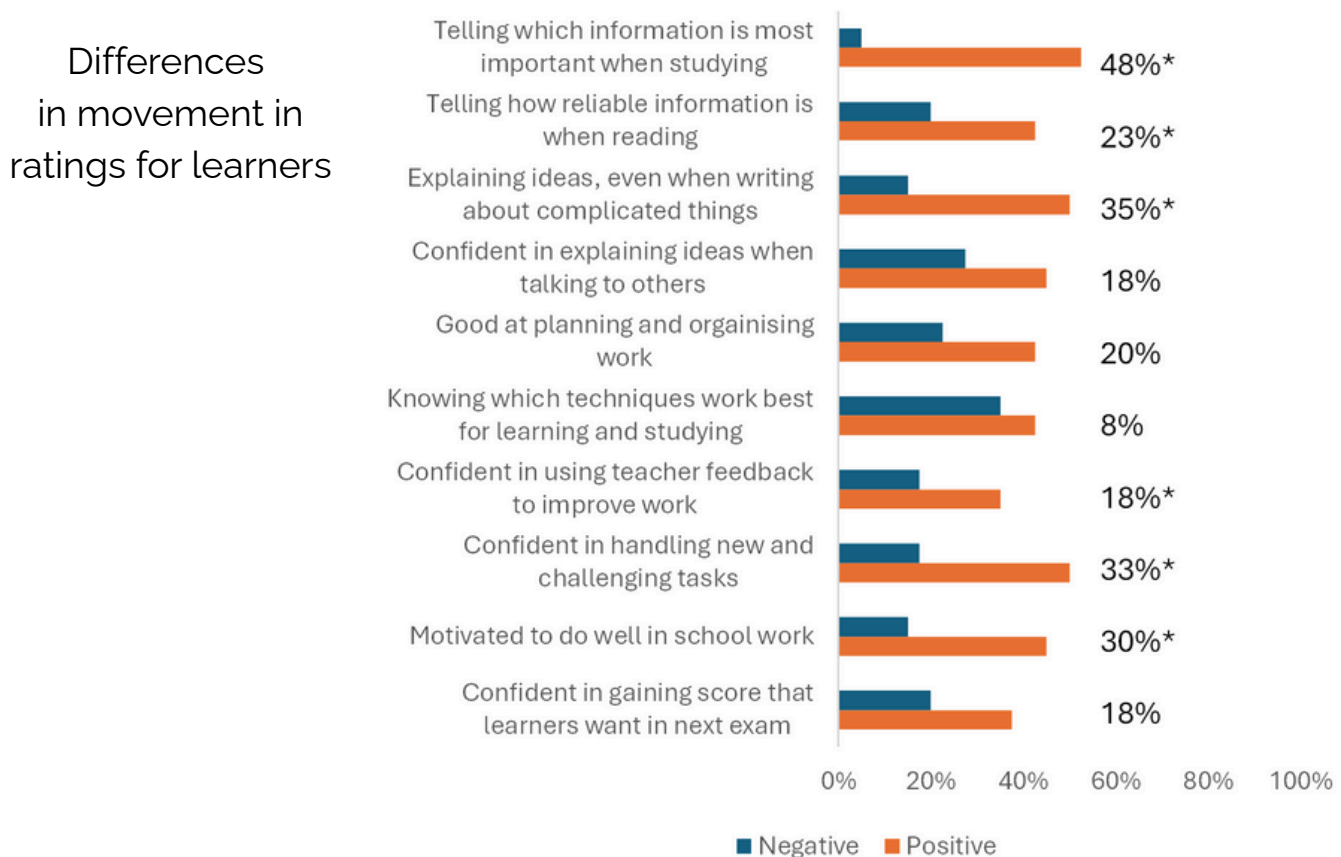 Differences
in movement in
ratings for learners
Telling which information is most
important when studying
48%*
Telling how reliable information is
when reading
23%*
Explaining ideas, even when writing
about complicated things
35%*
Confident in explaining ideas when
talking to others
18%
Good at planning and orgainising
work
20%
Knowing which techniques work best
for learning and studying
8%
Confident in using teacher feedback
to improve work
18%*
Confident in handling new and
challenging tasks
33%*
Motivated to do well in school work
30%*
Confident in gaining score that
learners want in next exam
18%
0% 20% 40% 60% 80% 100%
Negative Positive